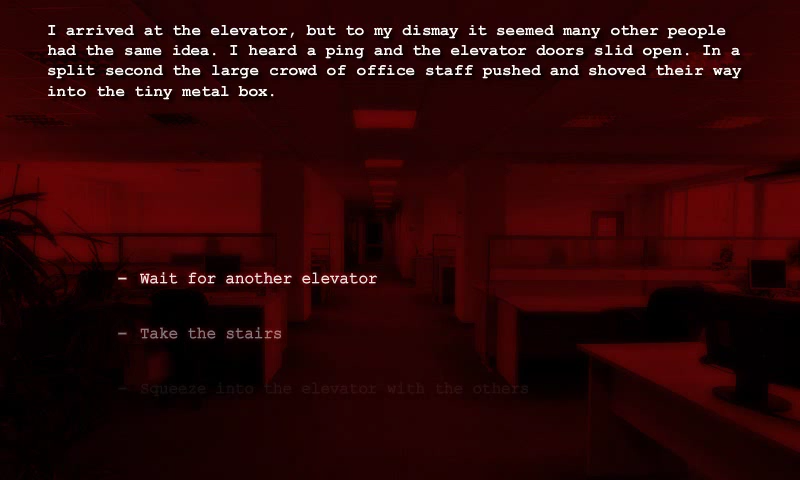 I arrived at the elevator, but to my dismay it seemed many other people
had the same idea. I heard a ping and the elevator doors slid open. In a
split second the large crowd of office staff pushed and shoved their way
into the tiny metal box.
- Wait for another elevator
- Take the stairs
- Squeeze into the elevator with the others